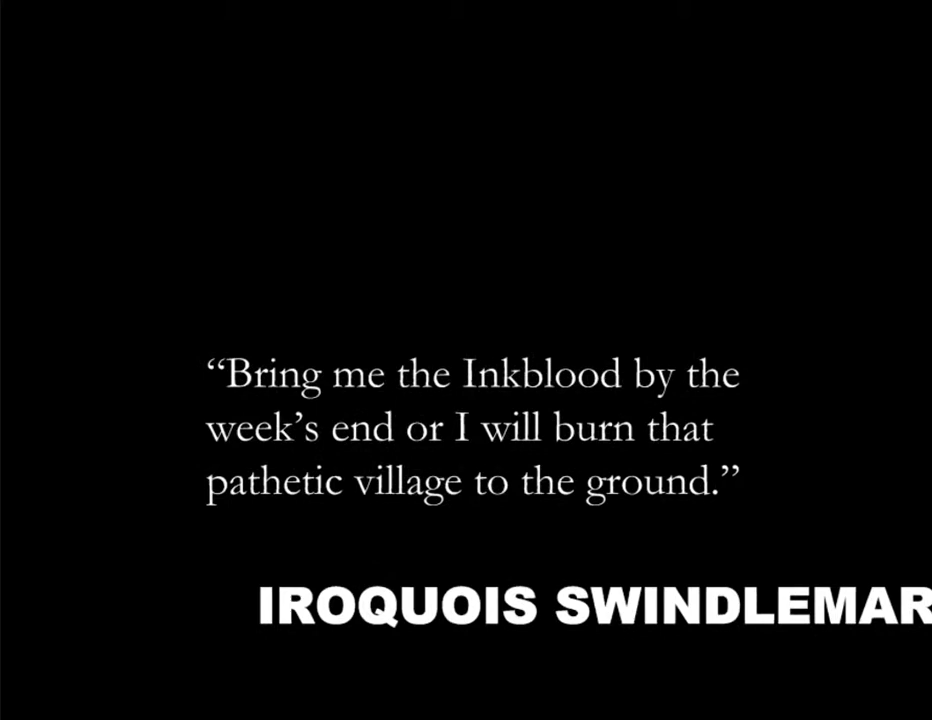 “Bring me the Inkblood by the
week’s end or I will burn that
pathetic village to the ground.”
IROQUOIS SWINDLEMAR